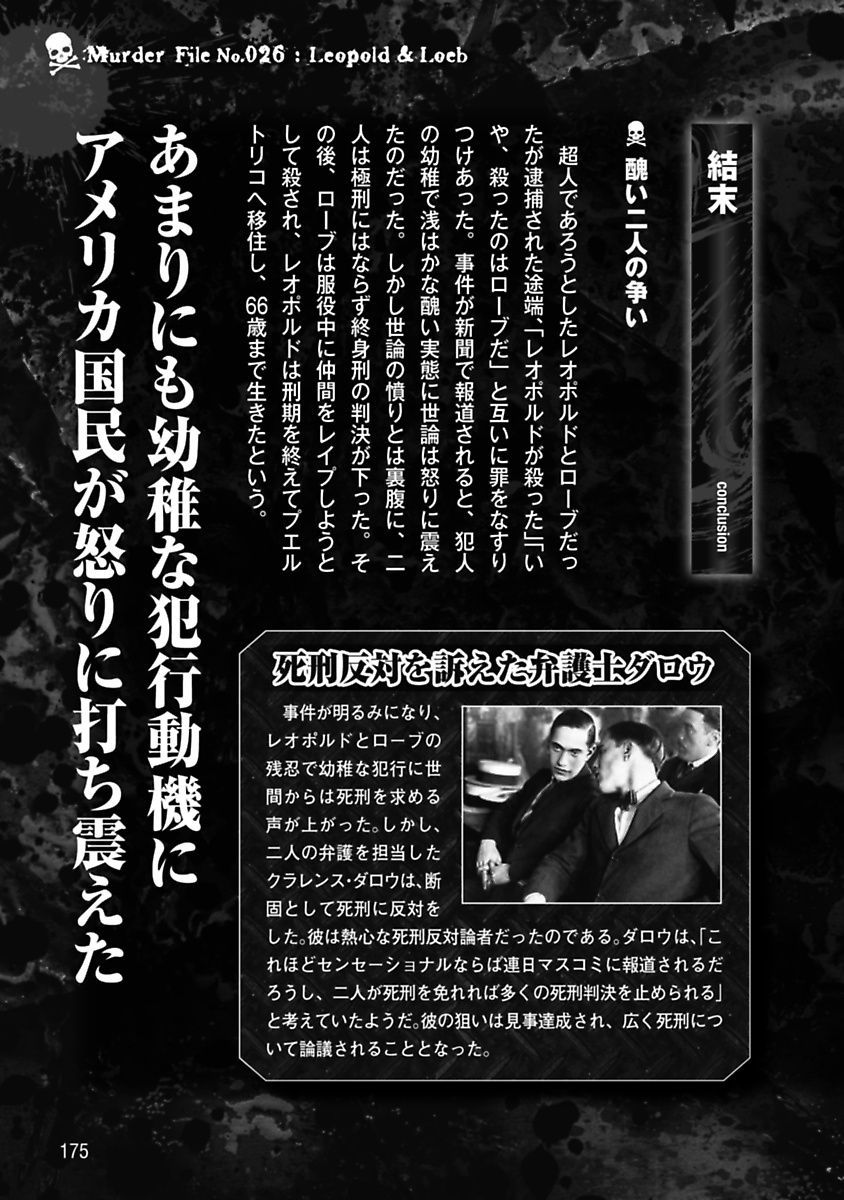 Murder File No.026 : Leopold & Loeb
結末
conclusion
醜い二人の争い
超人であろうとしたレオポルドとローブだっ
たが逮捕された途端、「レオポルドが殺った」「い
や、殺ったのはローブだ」と互いに罪をなすり
つけあった。事件が新聞で報道されると、犯人
の幼稚で浅はかな醜い実態に世論は怒りに震え
たのだった。しかし世論の憤りとは裏腹に、二
人は極刑にはならず終身刑の判決が下った。そ
の後、ローブは服役中に仲間をレイプしようと
して殺され、レオポルドは刑期を終えてプエル
トリコへ移住し、66歳まで生きたという。
あまりにも幼稚な犯行動機に
アメリカ国民が怒りに打ち震えた
死刑反対を訴えた弁護士ダロウ
事件が明るみになり、
レオポルドとローブの
残忍で幼稚な犯行に世
間からは死刑を求める
声が上がった。しかし、
二人の弁護を担当した
クラレンス・ダロウは、断
固として死刑に反対を
した。彼は熱心な死刑反対論者だったのである。ダロウは、「こ
れほどセンセーショナルならば連日マスコミに報道されるだ
ろうし、二人が死刑を免れれば多くの死刑判決を止められる」
と考えていたようだ。彼の狙いは見事達成され、広く死刑につ
いて論議されることとなった。
175